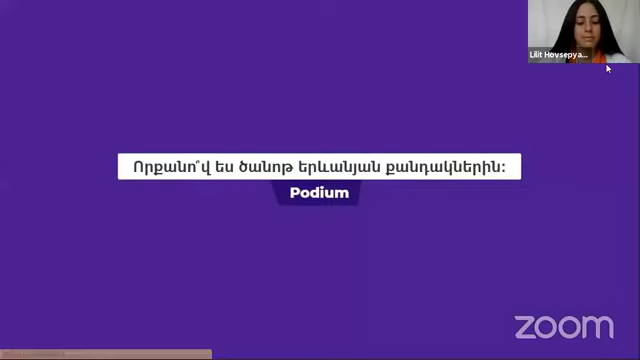 Lilit Hovsepya...
Որքանո՞վ ես ծանոթ երևանյան քանդակներին:
Podium
zoom